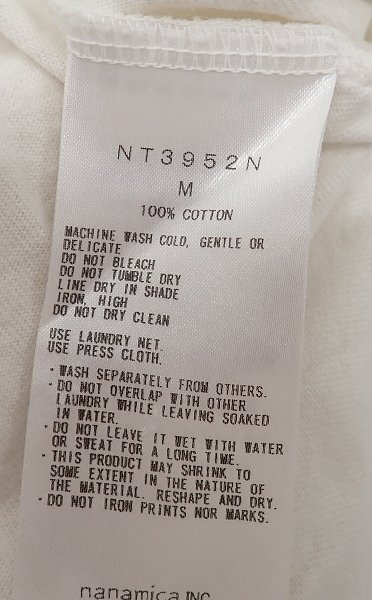 NT3952N
M
100% COTTON
MACHINE WASH COLD, GENTLE OR
DELICATE
DO NOT BLEACH
DO NOT TUMBLE DRY
LINE DRY IN SHADE
IRON, HIGH
DO NOT DRY CLEAN
USE LAUNDRY NET.
USE PRESS CLOTH.
・WASH SEPARATELY FROM OTHERS.
・DO NOT OVERLAP WITH OTHER
LAUNDRY WHILE LEAVING SOAKED
IN WATER.
・DO NOT LEAVE IT WET WITH WATER
OR SWEAT FOR A LONG TIME.
・THIS PRODUCT MAY SHRINK TO
SOME EXTENT IN THE NATURE OF
THE MATERIAL. RESHAPE AND DRY.
・DO NOT IRON PRINTS NOR MARKS.
nanamica INC.